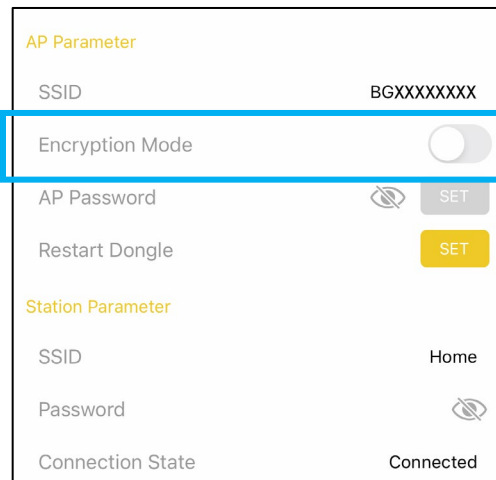 AP Parameter
SSID BGXXXXXXXX
Encryption Mode
AP Password SET
Restart Dongle SET
Station Parameter
SSID Home
Password
Connection State Connected